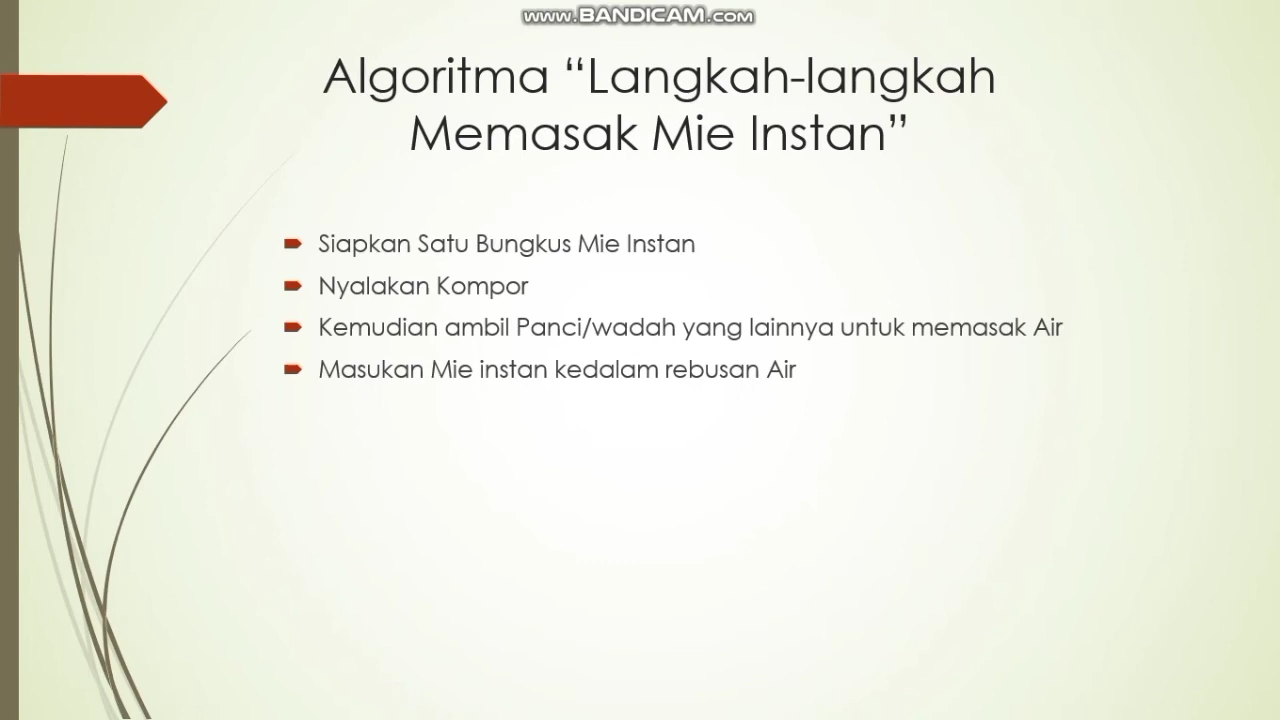 www.BANDICAM.com
Algoritma “Langkah-langkah
Memasak Mie Instan”
Siapkan Satu Bungkus Mie Instan
Nyalakan Kompor
Kemudian ambil Panci/wadah yang lainnya untuk memasak Air
Masukan Mie instan kedalam rebusan Air